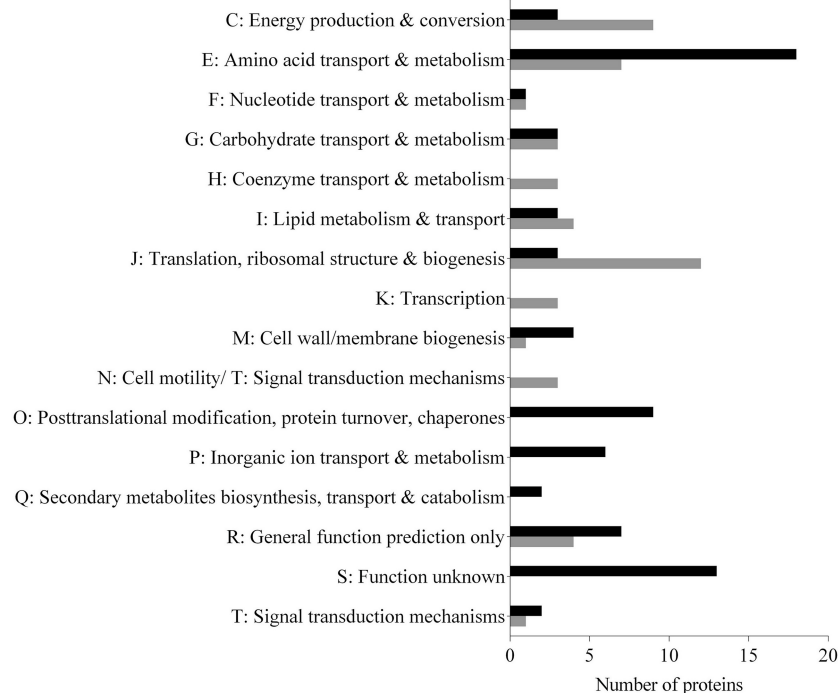 C: Energy production & conversion
E: Amino acid transport & metabolism
F: Nucleotide transport & metabolism
G: Carbohydrate transport & metabolism
H: Coenzyme transport & metabolism
I: Lipid metabolism & transport
J: Translation, ribosomal structure & biogenesis
K: Transcription
M: Cell wall/membrane biogenesis
N: Cell motility/ T: Signal transduction mechanisms
O: Posttranslational modification, protein turnover, chaperones
P: Inorganic ion transport & metabolism
Q: Secondary metabolites biosynthesis, transport & catabolism
R: General function prediction only
S: Function unknown
T: Signal transduction mechanisms
0 5 10 15 20
Number of proteins